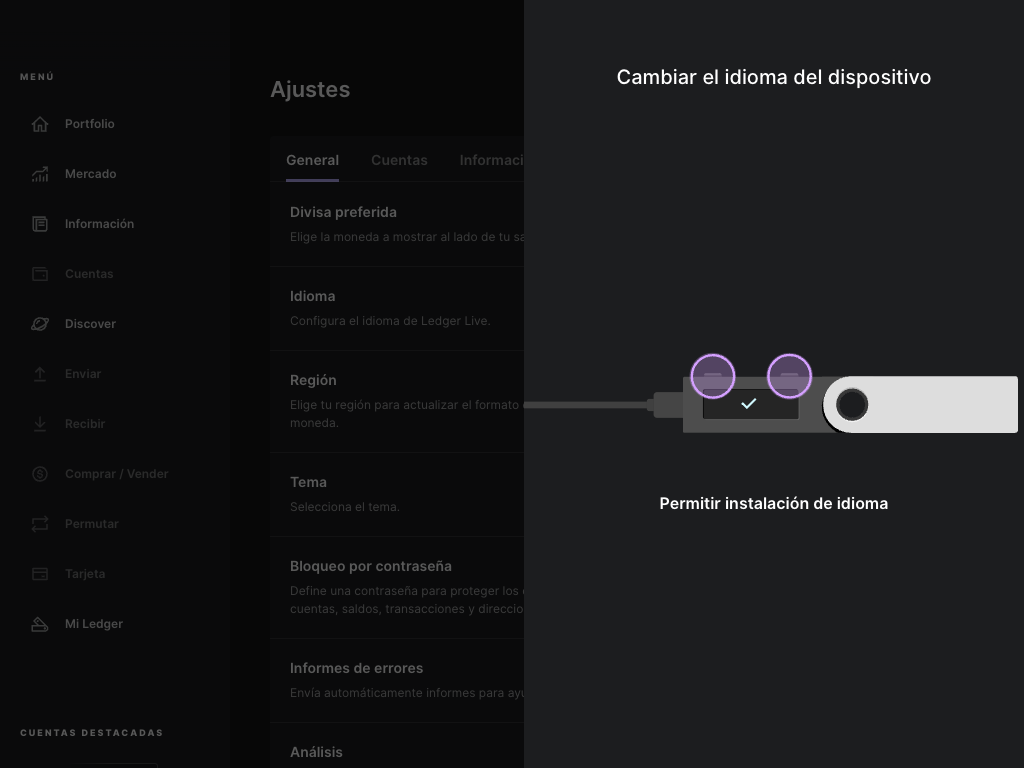 MENÚ
Portfolio
Mercado
Información
Cuentas
Discover
Enviar
Recibir
Comprar / Vender
Permutar
Tarjeta
Mi Ledger
CUENTAS DESTACADAS
Ajustes
General Cuentas
Divisa preferida
Elige la moneda a mostrar al lado de tu
Idioma
Configura el idioma de Ledger Live.
Región
Elige tu región para actualizar el formato
moneda.
Tema
Selecciona el tema.
Bloqueo por contraseña
Define una contraseña para proteger los
cuentas, saldos, transacciones y
Informes de errores
Envía automáticamente informes para
Análisis
Cambiar el idioma del dispositivo
Permitir instalación de idioma